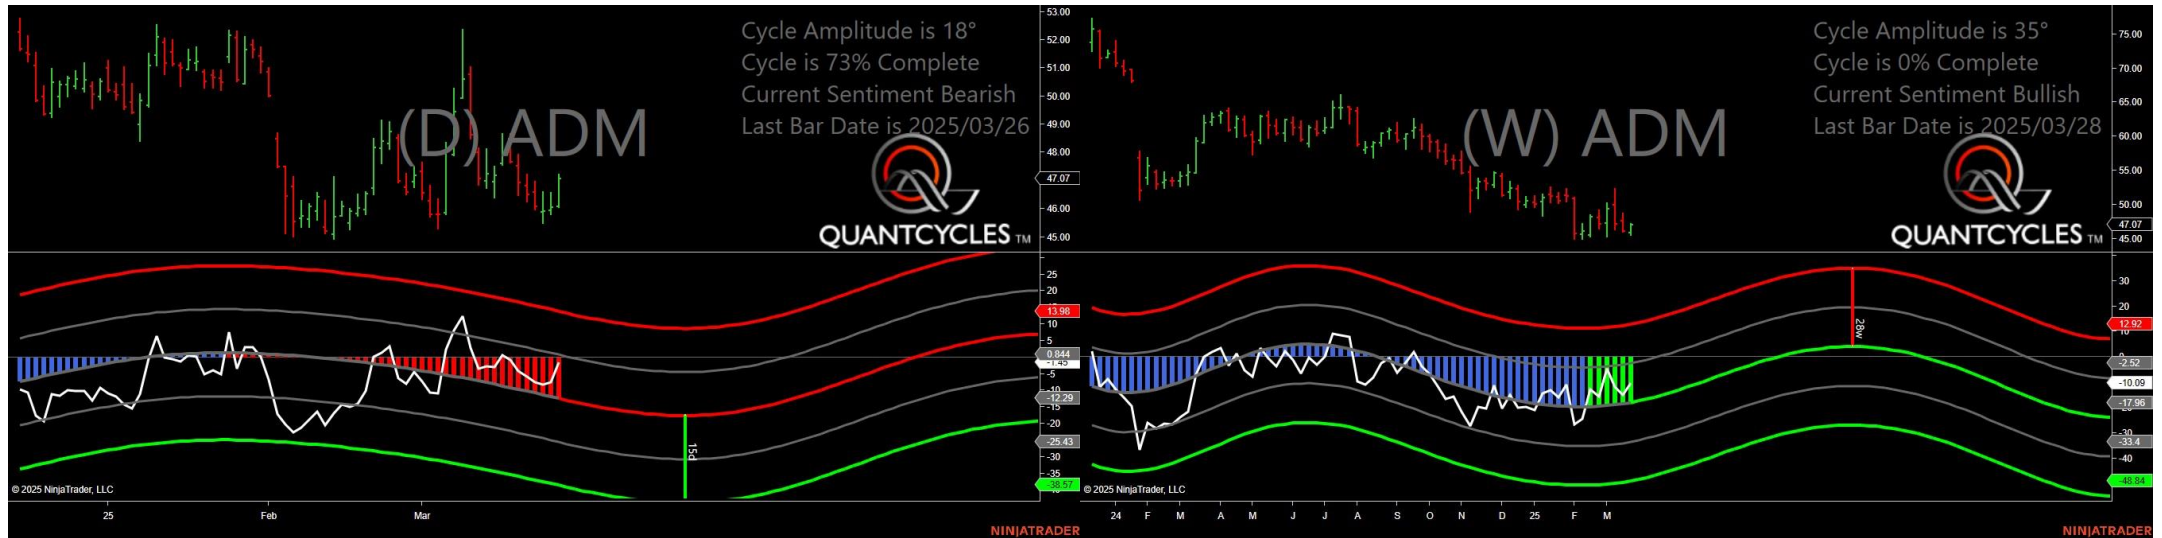 Cycle Amplitude is 18°
Cycle is 73% Complete
Current Sentiment Bearish
Last Bar Date is 2025/03/26
(D) ADM
QUANTCYCLES TM
53.00
52.00
51.00
50.00
49.00
48.00
47.07
46.00
45.00
25
20
13.98
10
5
0.844
-1.45
-5
-10
-12.29
-15
-20
-25.43
-30
-35
-38.57
15d
© 2025 NinjaTrader, LLC
25 Feb Mar
NINJATRADER
Cycle Amplitude is 35°
Cycle is 0% Complete
Current Sentiment Bullish
Last Bar Date is 2025/03/28
(W) ADM
QUANTCYCLES TM
75.00
70.00
65.00
60.00
55.00
50.00
47.07
45.00
30
20
12.92
10
-2.52
-10.09
-17.96
-30
-33.4
-40
-48.84
28w
© 2025 NinjaTrader, LLC
24 F M A M J J A S O N D 25 F M
NINJATRADER